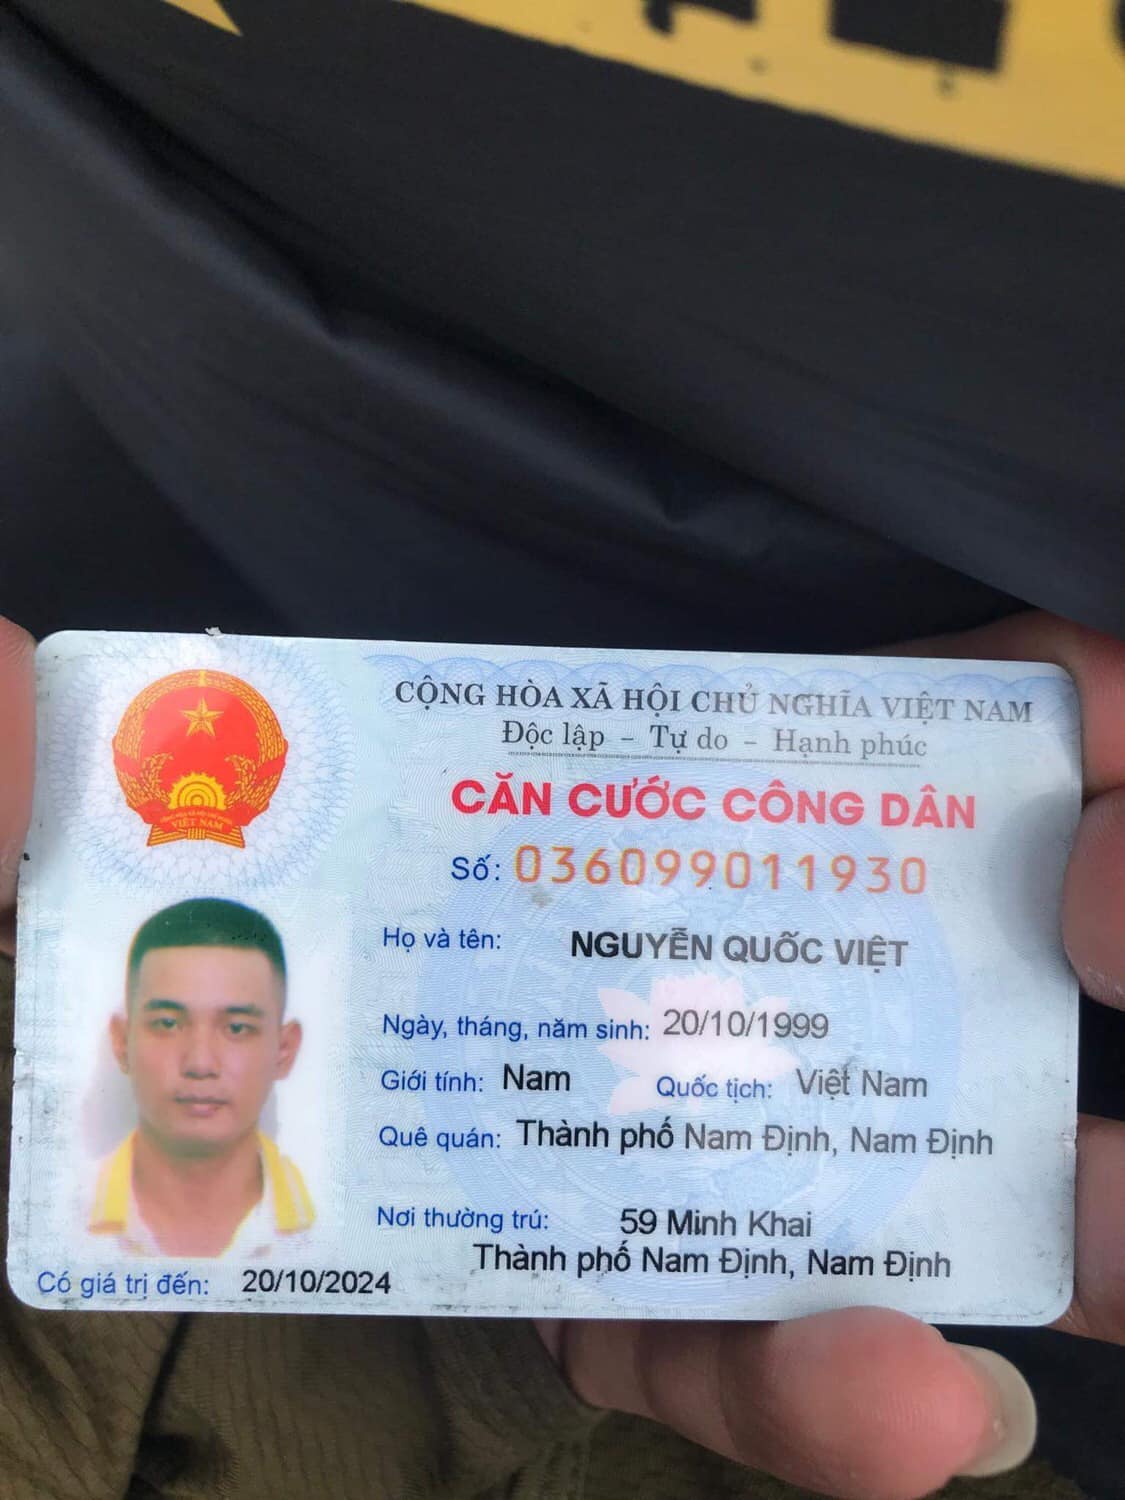 CỘNG HÒA XÃ HỘI CHỦ NGHĨA VIỆT NAM
Độc lập - Tự do - Hạnh phúc
CĂN CƯỚC CÔNG DÂN
Số: 036099011930
Họ và tên: NGUYỄN QUỐC VIỆT
Ngày, tháng, năm sinh: 20/10/1999
Giới tính: Nam Quốc tịch: Việt Nam
Quê quán: Thành phố Nam Định, Nam Định
Nơi thường trú: 59 Minh Khai
Thành phố Nam Định, Nam Định
Có giá trị đến: 20/10/2024
VIỆT NAM